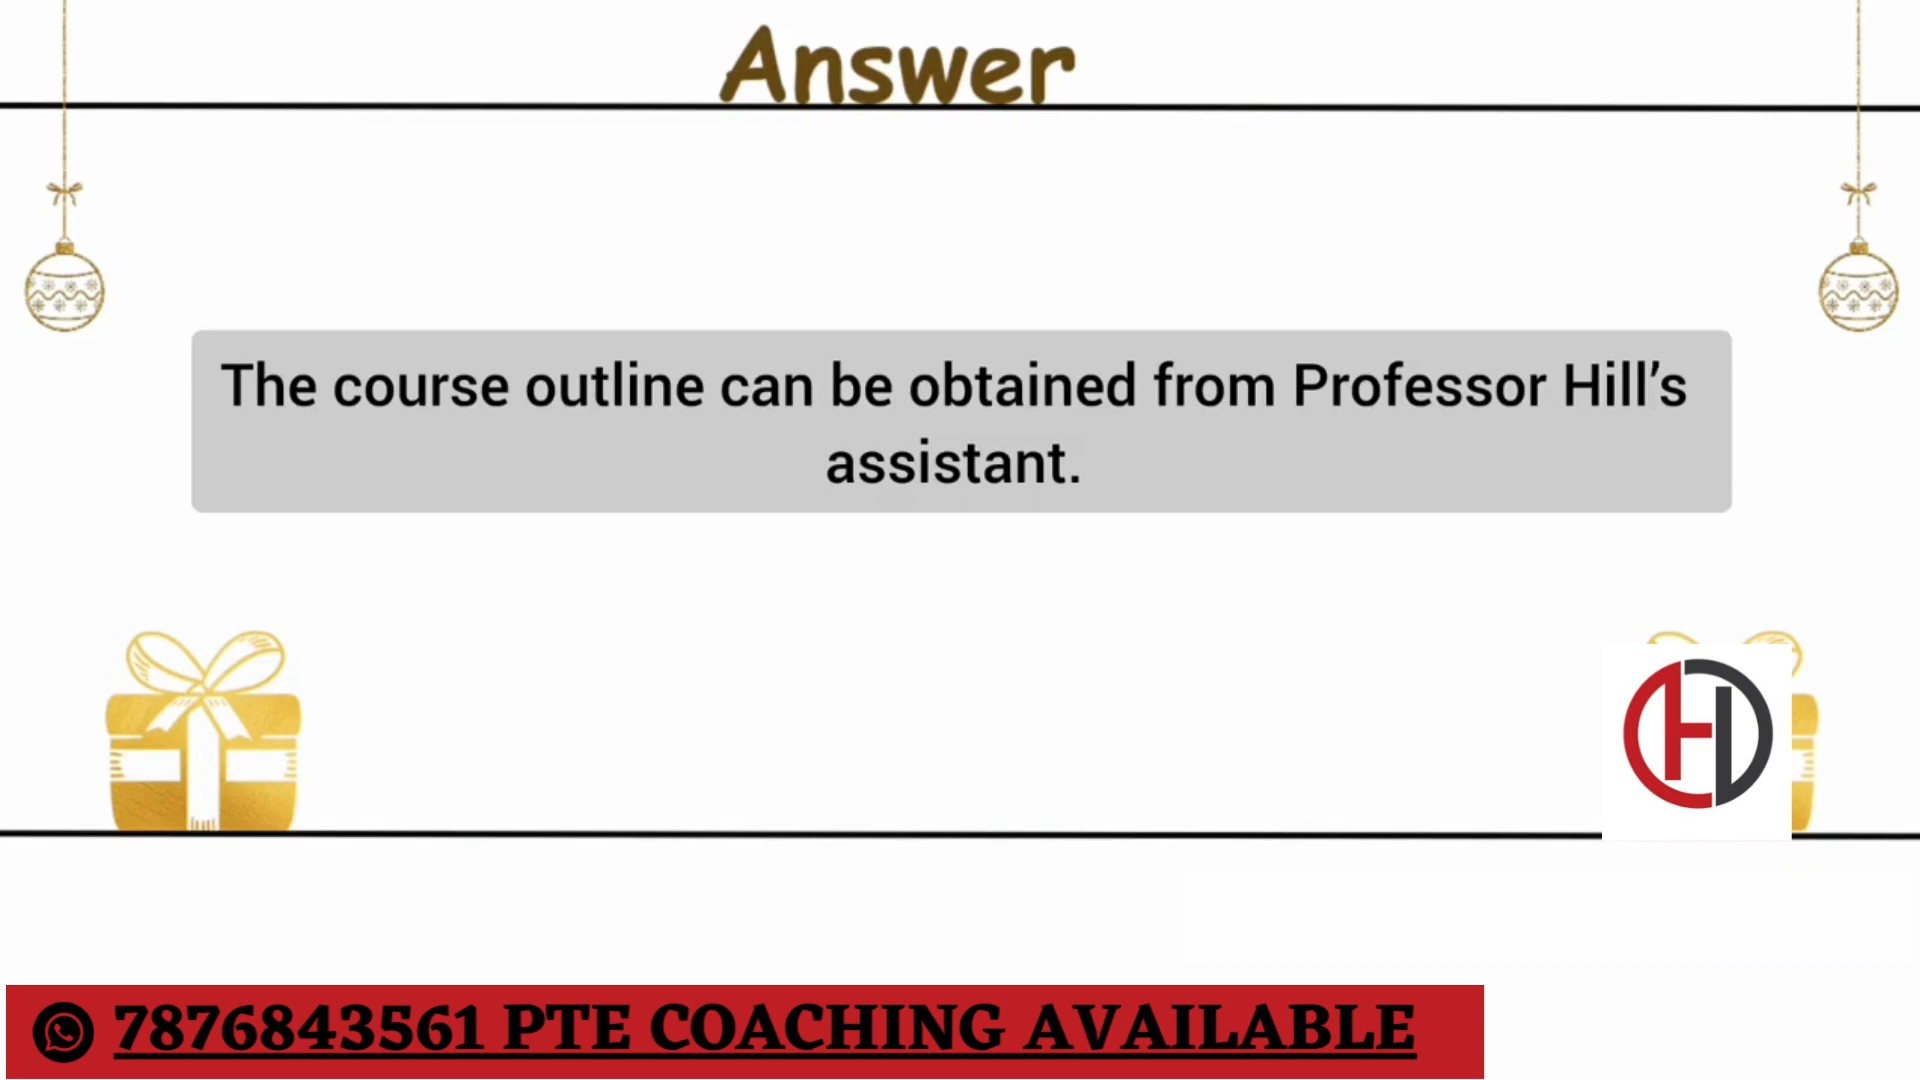 Answer
The course outline can be obtained from Professor Hill’s
assistant.
7876843561 PTE COACHING AVAILABLE